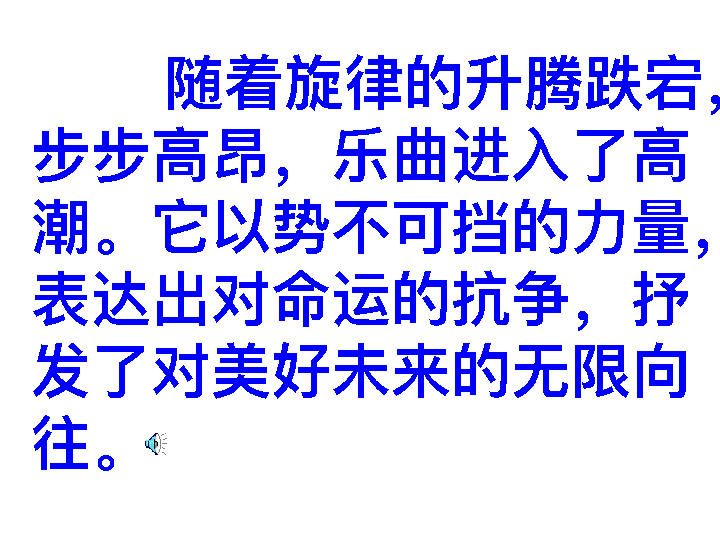 随着旋律的升腾跌宕，
步步高昂，乐曲进入了高
潮。它以势不可挡的力量，
表达出对命运的抗争，抒
发了对美好未来的无限向
往。